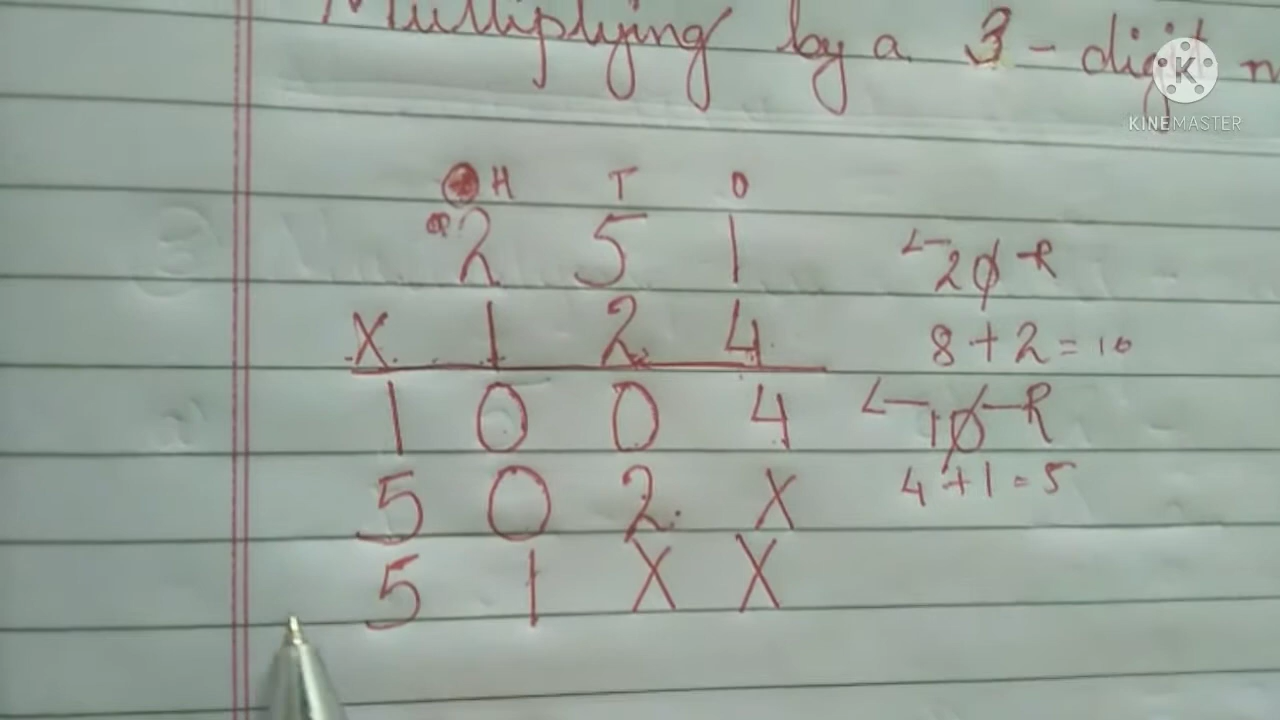 Multiplying by a 3-digit n
K
KINEMASTER
H T O
2 5 1
X 1 2 4
1 0 0 4
5 0 2 X
5 1 X X
20 R
8+2=10
10 R
4+1=5